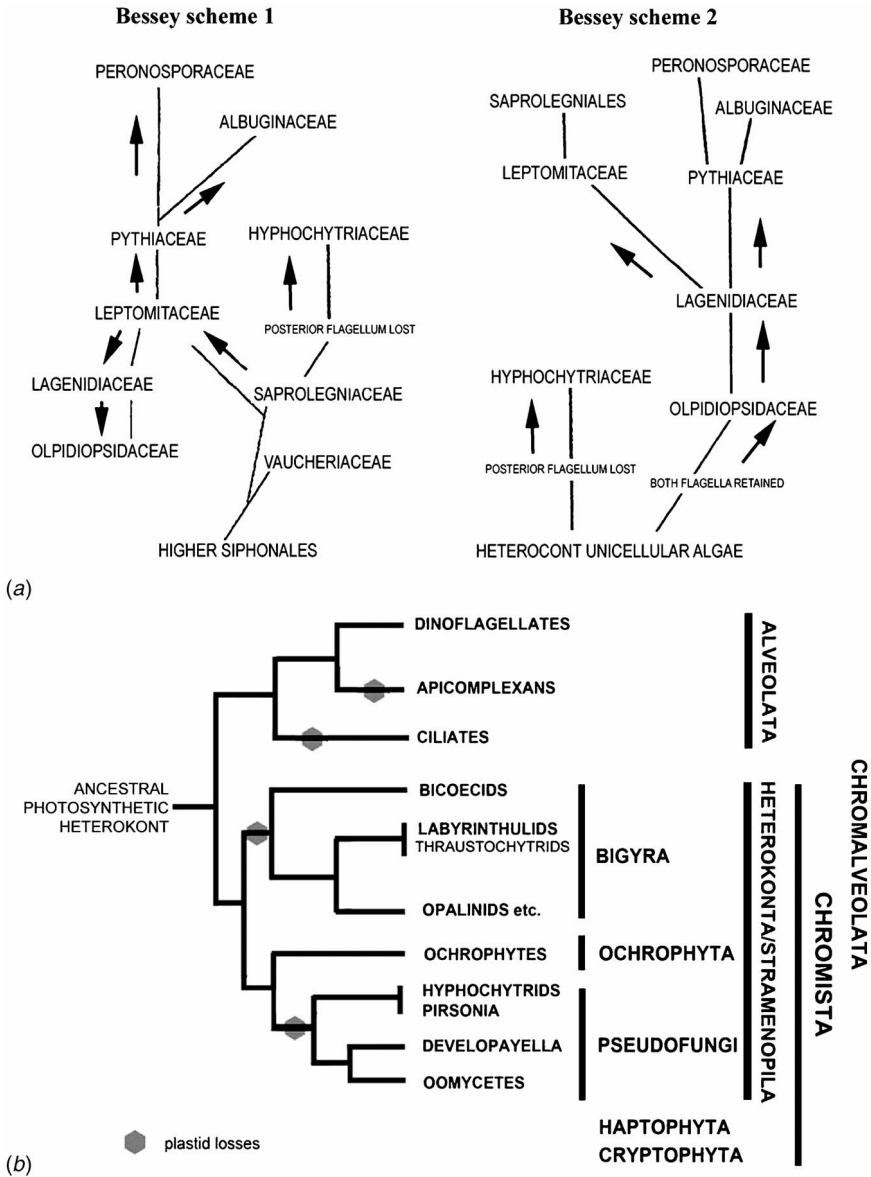 Bessey scheme 1
PERONOSPORACEAE
ALBUGINACEAE
PYTHIACEAE
HYPHOCHYTRIACEAE
LEPTOMITACEAE
POSTERIOR FLAGELLUM LOST
LAGENIDIACEAE
SAPROLEGNIACEAE
OLPIDIOPSIDACEAE
VAUCHERIACEAE
HIGHER SIPHONALES
Bessey scheme 2
PERONOSPORACEAE
SAPROLEGNIALES
ALBUGINACEAE
LEPTOMITACEAE
PYTHIACEAE
LAGENIDIACEAE
HYPHOCHYTRIACEAE
OLPIDIOPSIDACEAE
POSTERIOR FLAGELLUM LOST
BOTH FLAGELLA RETAINED
HETEROCONT UNICELLULAR ALGAE
(a)
DINOFLAGELLATES
APICOMPLEXANS
CILIATES
ALVEOLATA
ANCESTRAL
PHOTOSYNTHETIC
HETEROKONT
BICOECIDS
LABYRINTHULIDS
THRAUSTOCHYTRIDS
OPALINIDS etc.
BIGYRA
OCHROPHYTES
OCHROPHYTA
HYPHOCHYTRIDS
PIRSONIA
DEVELOPAYELLA
OOMYCETES
PSEUDOFUNGI
HETEROKONTA/STRAMENOPILA
CHROMISTA
CHROMALVEOLATA
HAPTOPHYTA
CRYPTOPHYTA
plastid losses
(b)